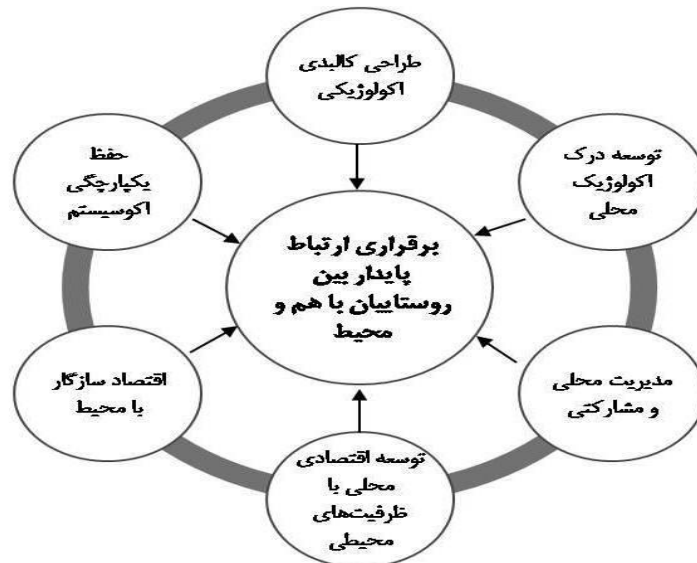 طراحی کالبدی
اکولوژیکی
توسعه درک
اکولوژیک
محلی
مدیریت محلی
و مشارکتی
توسعه اقتصادی
محلی با
ظرفیت‌های
محیطی
اقتصاد سازگار
با محیط
حفظ
یکپارچگی
اکوسیستم
برقراری ارتباط
پایدار بین
روستاییان با هم و
محیط